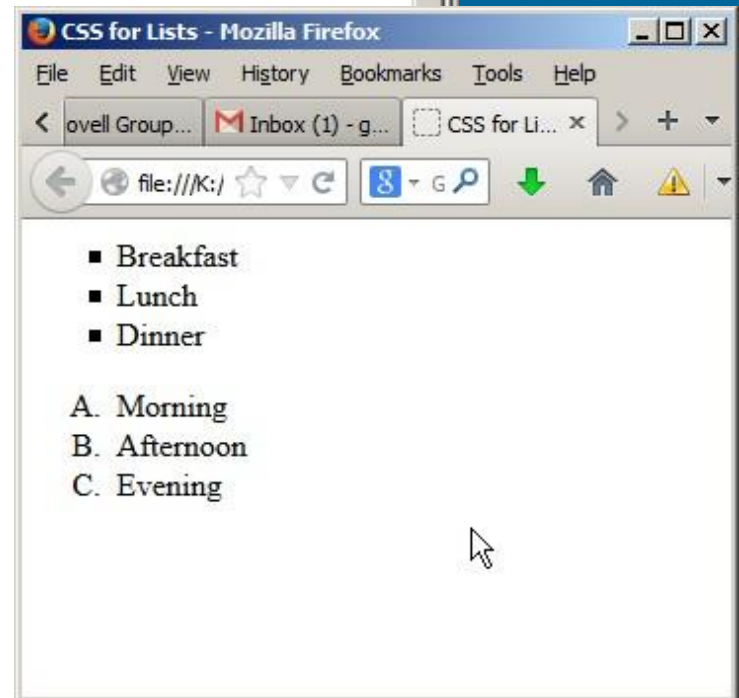 CSS for Lists - Mozilla Firefox
File Edit View History Bookmarks Tools Help
ovell Group... Inbox (1) - g... CSS for Li...
file:///K:/ 8 G
Breakfast
Lunch
Dinner
A. Morning
B. Afternoon
C. Evening